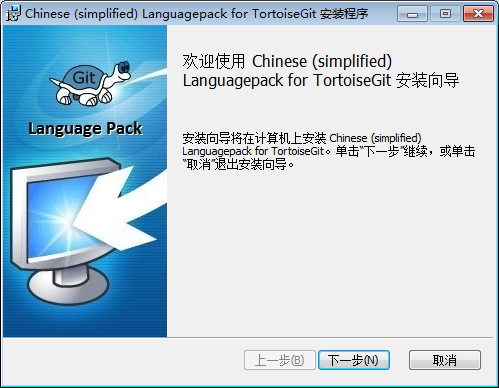 Chinese (simplified) Languagepack for TortoiseGit 安装程序
Git
Language Pack
欢迎使用 Chinese (simplified)
Languagepack for TortoiseGit 安装向导
安装向导将在计算机上安装 Chinese (simplified)
Languagepack for TortoiseGit。单击“下一步”继续，或单击
“取消”退出安装向导。
上一步(B)
下一步(N)
取消